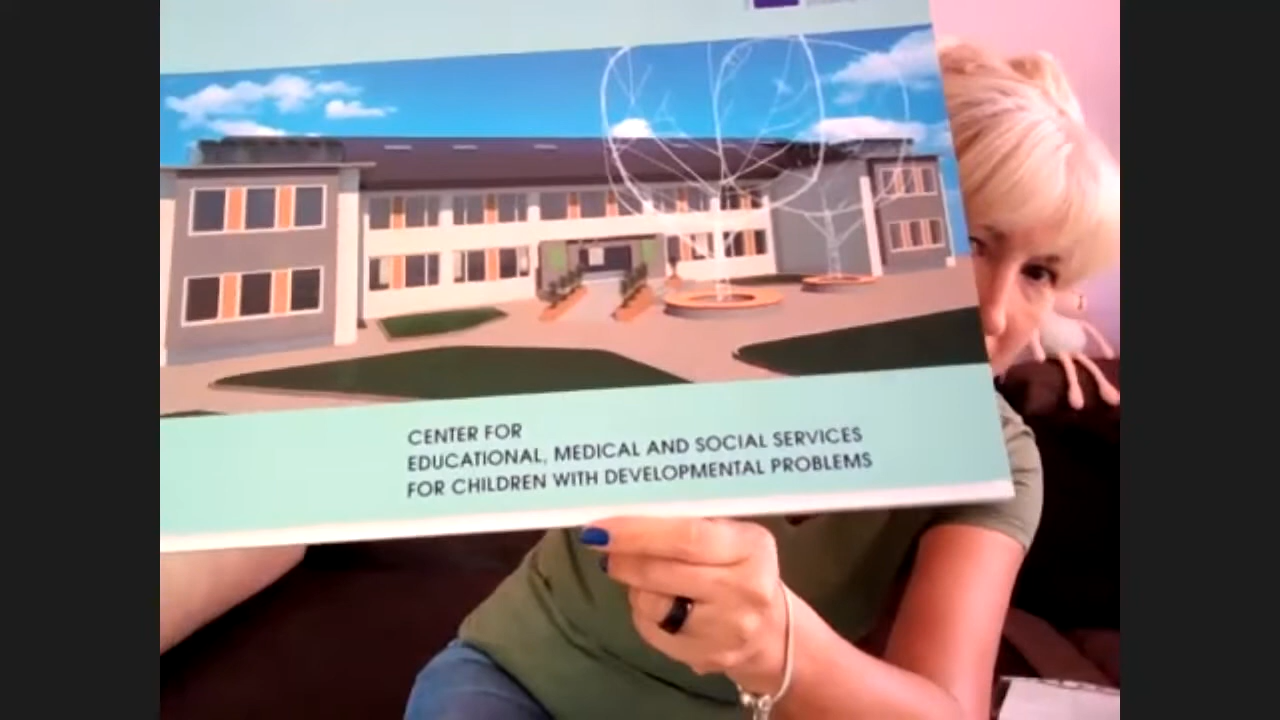 CENTER FOR
EDUCATIONAL, MEDICAL AND SOCIAL SERVICES
FOR CHILDREN WITH DEVELOPMENTAL PROBLEMS